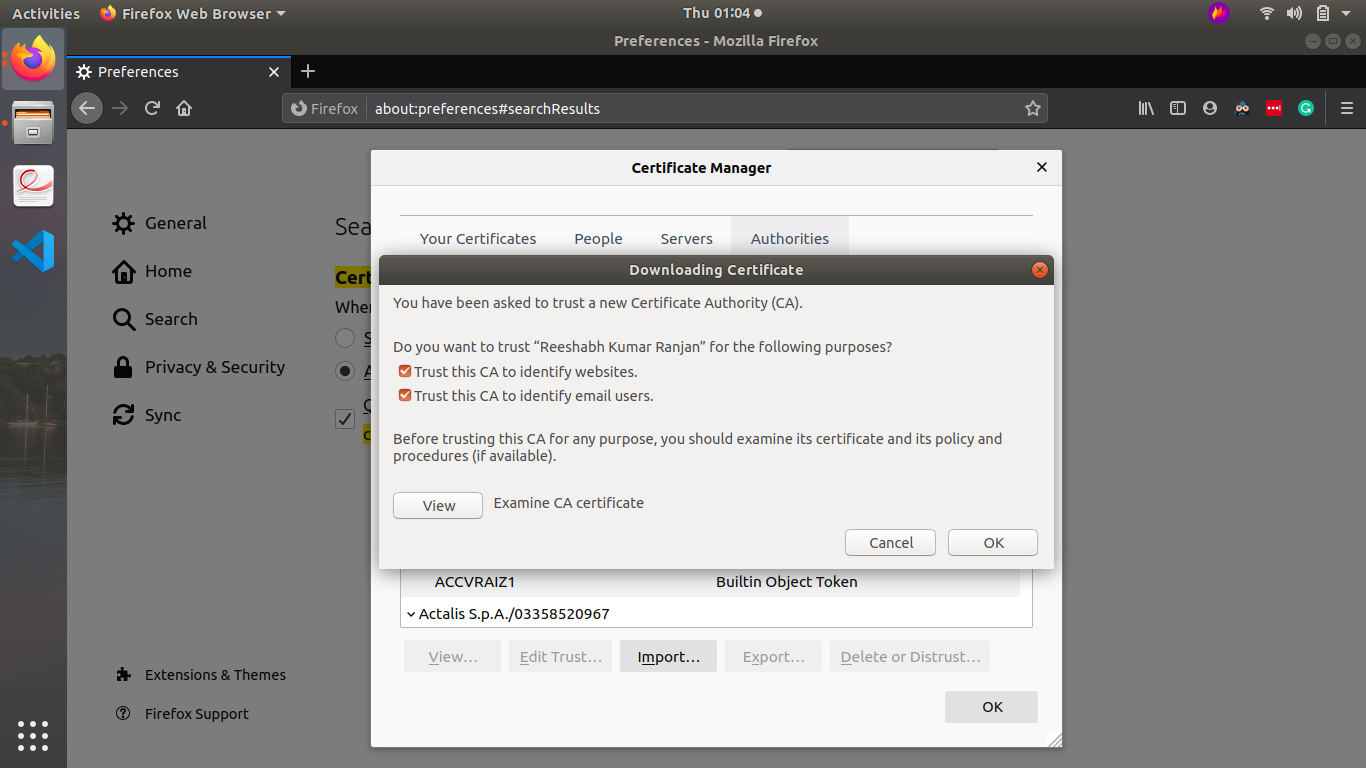 Activities
Firefox Web Browser
Thu 01:04
Preferences - Mozilla Firefox
Preferences
Firefox
about:preferences#searchResults
General
Home
Search
Privacy & Security
Sync
Extensions & Themes
Firefox Support
Sea
Cert
Certificate Manager
Your Certificates
People
Servers
Authorities
Downloading Certificate
You have been asked to trust a new Certificate Authority (CA).
Do you want to trust “Reeshabh Kumar Ranjan” for the following purposes?
Trust this CA to identify websites.
Trust this CA to identify email users.
Before trusting this CA for any purpose, you should examine its certificate and its policy and
procedures (if available).
View
Examine CA certificate
Cancel
OK
ACCVRAIZ1
Builtin Object Token
Actalis S.p.A./03358520967
View…
Edit Trust…
Import…
Export…
Delete or Distrust…
OK